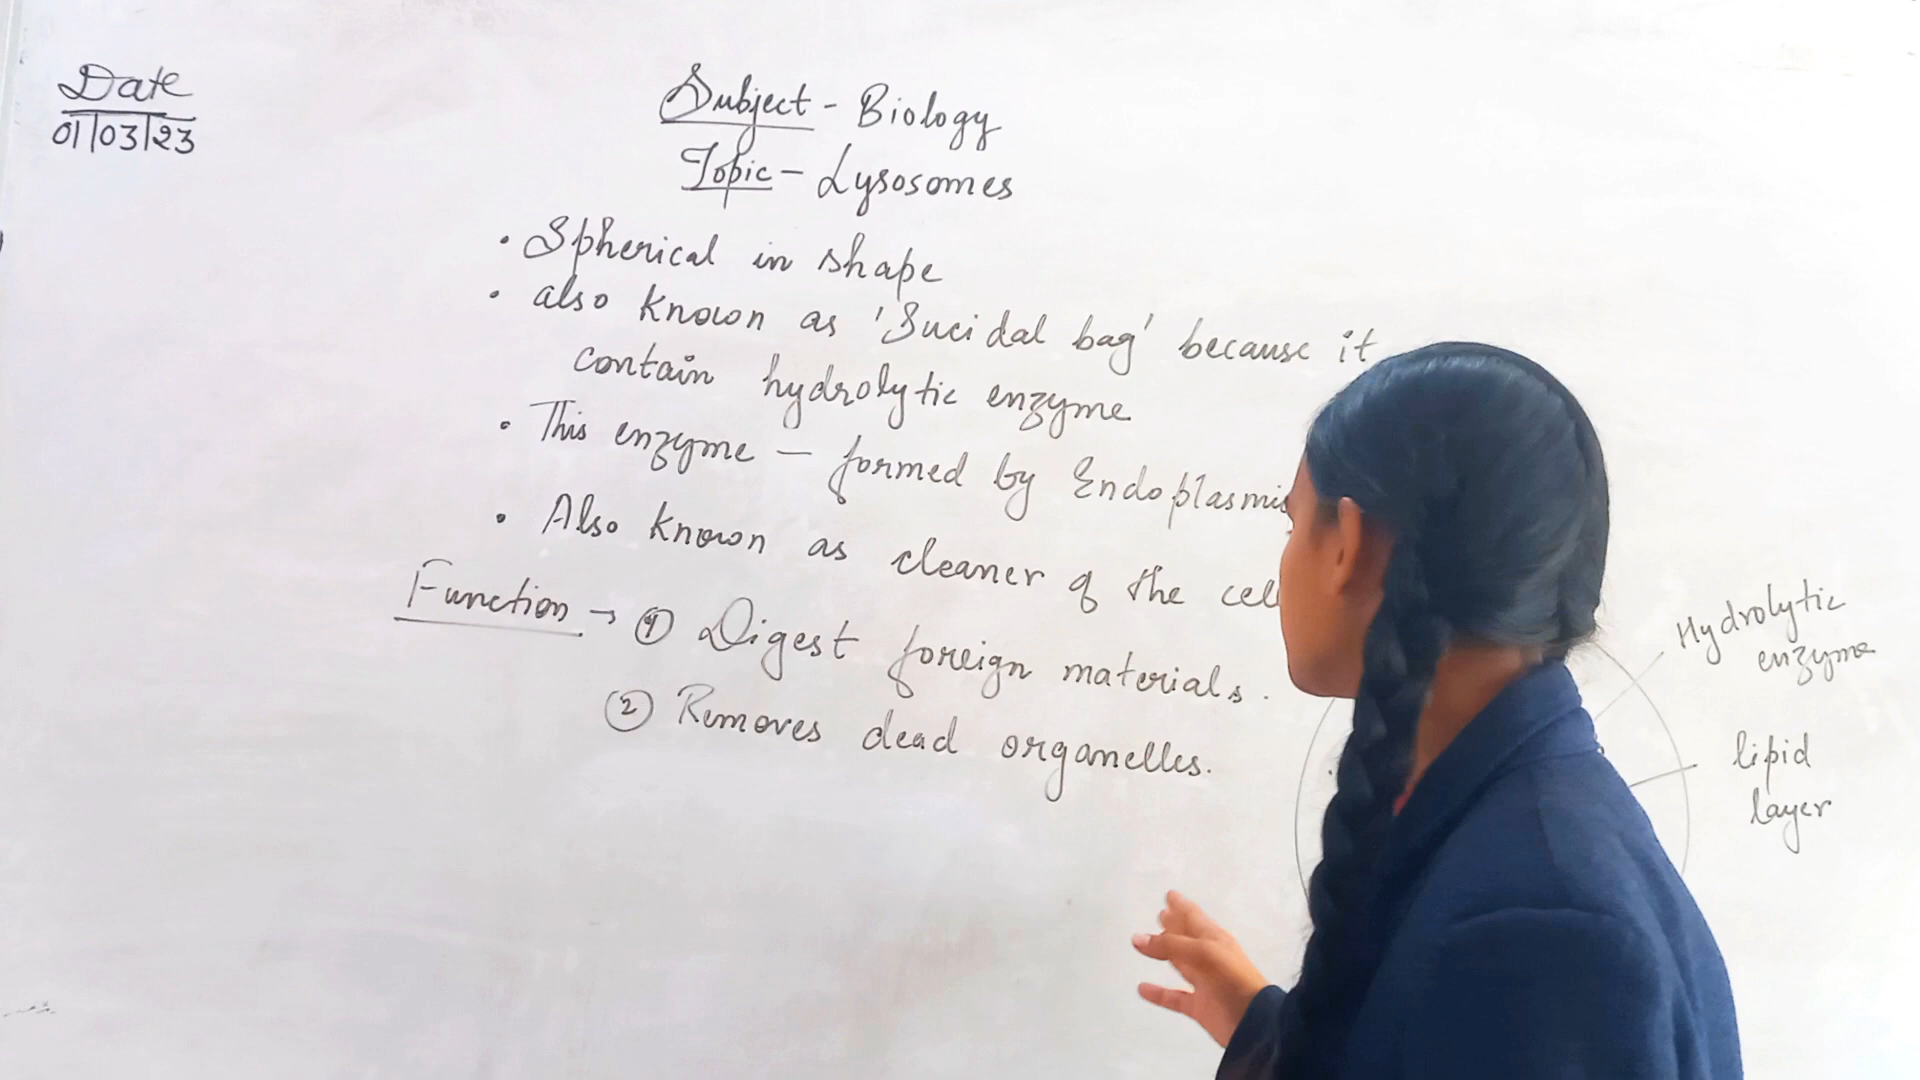 Date
01/03/23
Subject - Biology
Topic - Lysosomes
• Spherical in shape
• also known as 'Sucidal bag' because it
contain hydrolytic enzyme
• This enzyme — formed by Endoplasmic
• Also known as cleaner of the cell
Function → ① Digest foreign materials.
② Removes dead organelles.
Hydrolytic
enzyme
lipid
layer